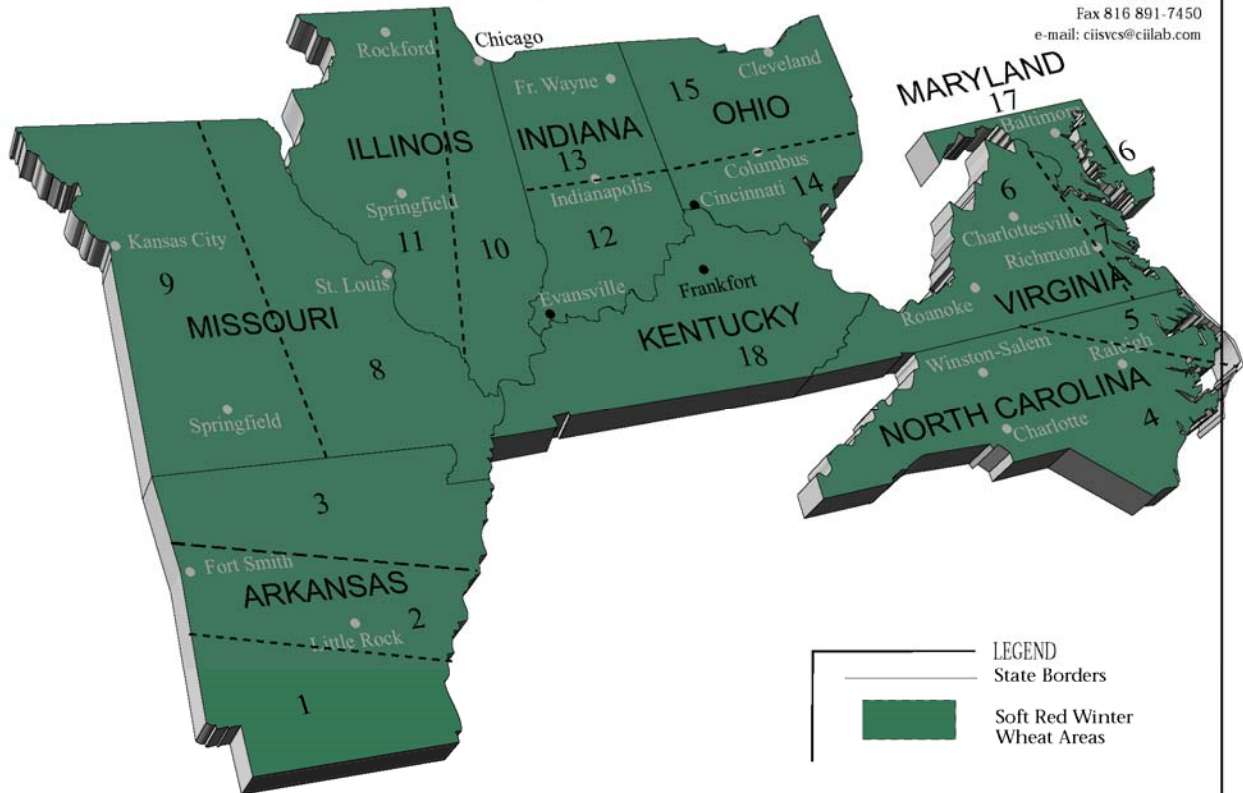 Fax 816 891-7450
e-mail: ciisvcs@ciilab.com
Rockford
Chicago
Cleveland
Fr. Wayne
15
OHIO
MARYLAND
17
Baltimore
16
ILLINOIS
INDIANA
13
Columbus
Indianapolis
Cincinnati
14
Springfield
11
10
12
6
Charlottesville
7
Richmond
Kansas City
9
St. Louis
Evansville
Frankfort
Roanoke
VIRGINIA
MISSOURI
KENTUCKY
18
5
8
Winston-Salem
Raleigh
Springfield
NORTH CAROLINA
4
Charlotte
3
Fort Smith
ARKANSAS
2
Little Rock
1
LEGEND
State Borders
Soft Red Winter
Wheat Areas